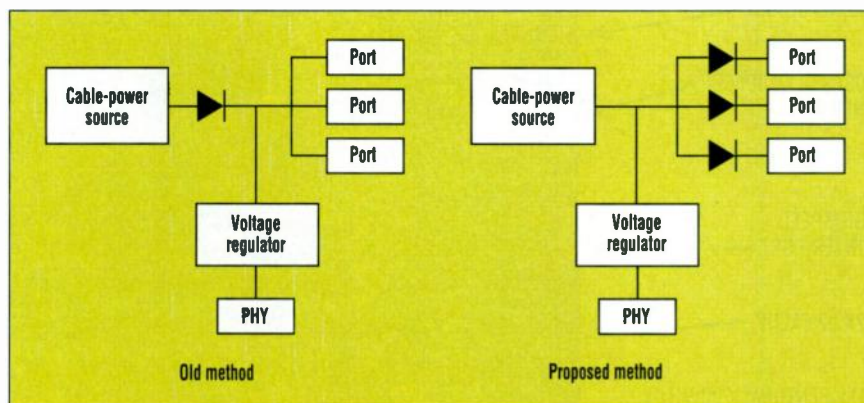 Cable-power
source
Port
Port
Port
Voltage
regulator
PHY
Old method
Cable-power
source
Port
Port
Port
Voltage
regulator
PHY
Proposed method